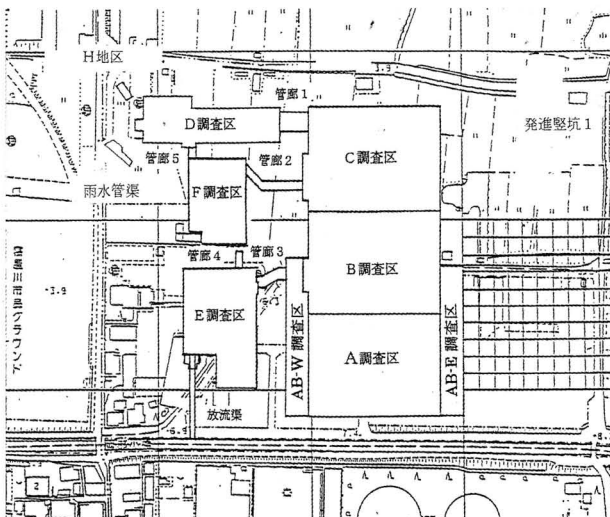 H地区
管廊1
D調査区
発進竪坑1
C調査区
管廊5
管廊2
雨水管渠
F調査区
管廊4
管廊3
B調査区
E調査区
AB-W調査区
A調査区
AB-E調査区
放流渠
2